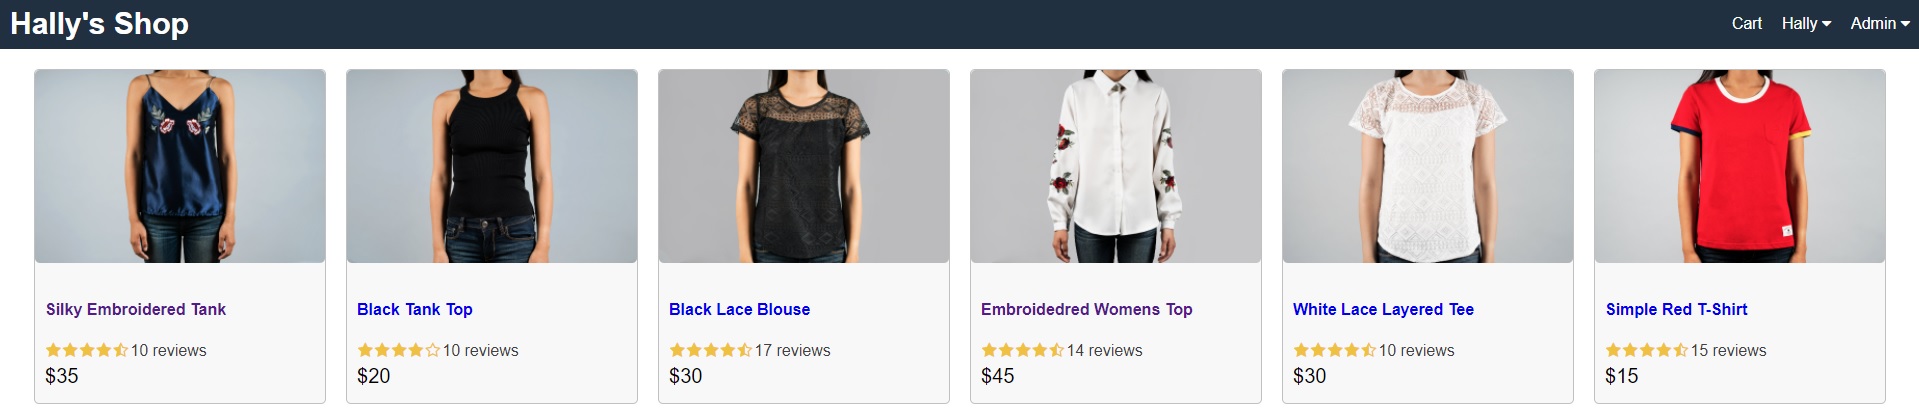 Hally's Shop
Cart Hally Admin
Silky Embroidered Tank
10 reviews
$35
Black Tank Top
10 reviews
$20
Black Lace Blouse
17 reviews
$30
Embroidedred Womens Top
14 reviews
$45
White Lace Layered Tee
10 reviews
$30
Simple Red T-Shirt
15 reviews
$15